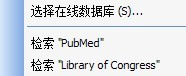 选择在线数据库 (S)...
检索 "PubMed"
检索 "Library of Congress"